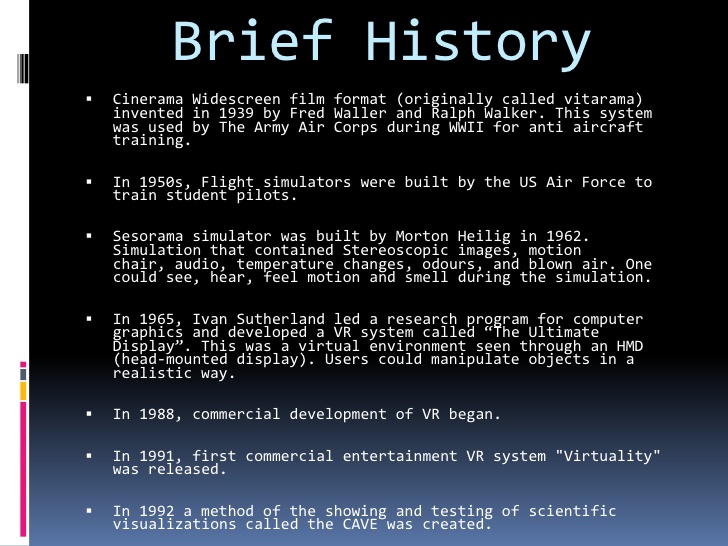 Brief History
▪ Cinerama Widescreen film format (originally called vitarama)
invented in 1939 by Fred Waller and Ralph Walker. This system
was used by The Army Air Corps during WWII for anti aircraft
training.
▪ In 1950s, Flight simulators were built by the US Air Force to
train student pilots.
▪ Sesorama simulator was built by Morton Heilig in 1962.
Simulation that contained Stereoscopic images, motion
chair, audio, temperature changes, odours, and blown air. One
could see, hear, feel motion and smell during the simulation.
▪ In 1965, Ivan Sutherland led a research program for computer
graphics and developed a VR system called “The Ultimate
Display”. This was a virtual environment seen through an HMD
(head-mounted display). Users could manipulate objects in a
realistic way.
▪ In 1988, commercial development of VR began.
▪ In 1991, first commercial entertainment VR system "Virtuality"
was released.
▪ In 1992 a method of the showing and testing of scientific
visualizations called the CAVE was created.